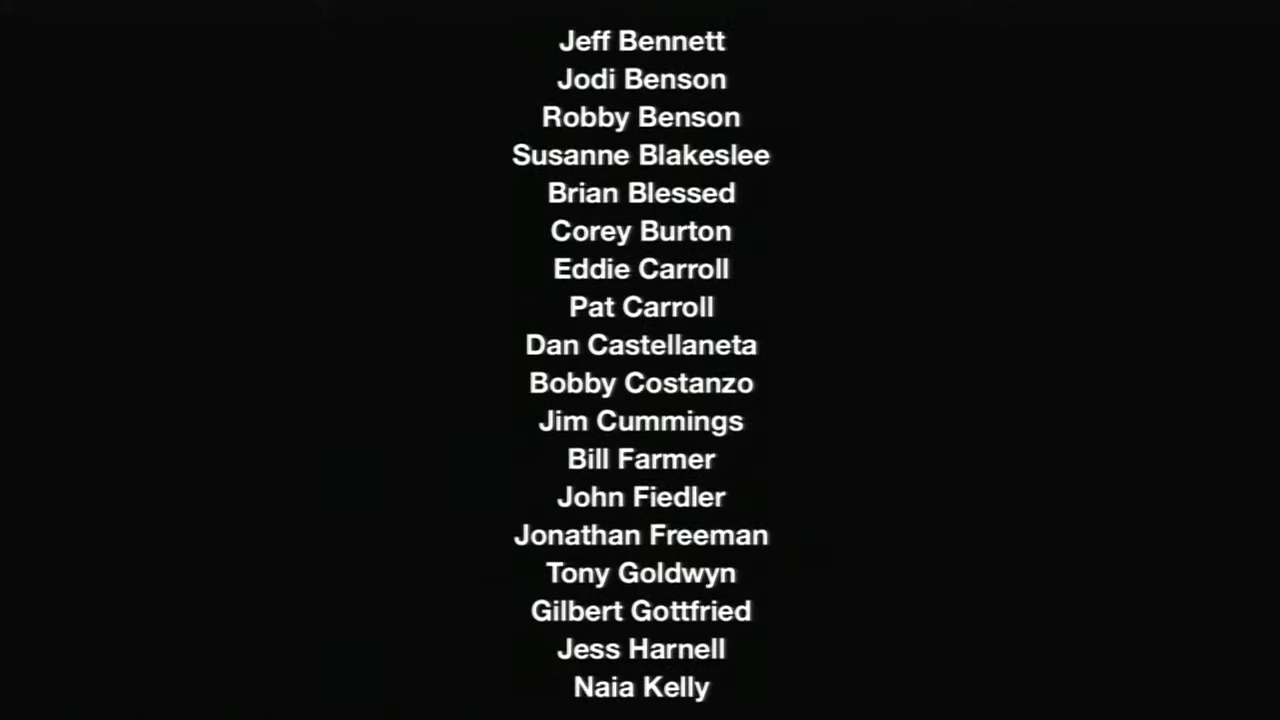 Jeff Bennett
Jodi Benson
Robby Benson
Susanne Blakeslee
Brian Blessed
Corey Burton
Eddie Carroll
Pat Carroll
Dan Castellaneta
Bobby Costanzo
Jim Cummings
Bill Farmer
John Fiedler
Jonathan Freeman
Tony Goldwyn
Gilbert Gottfried
Jess Harnell
Naia Kelly